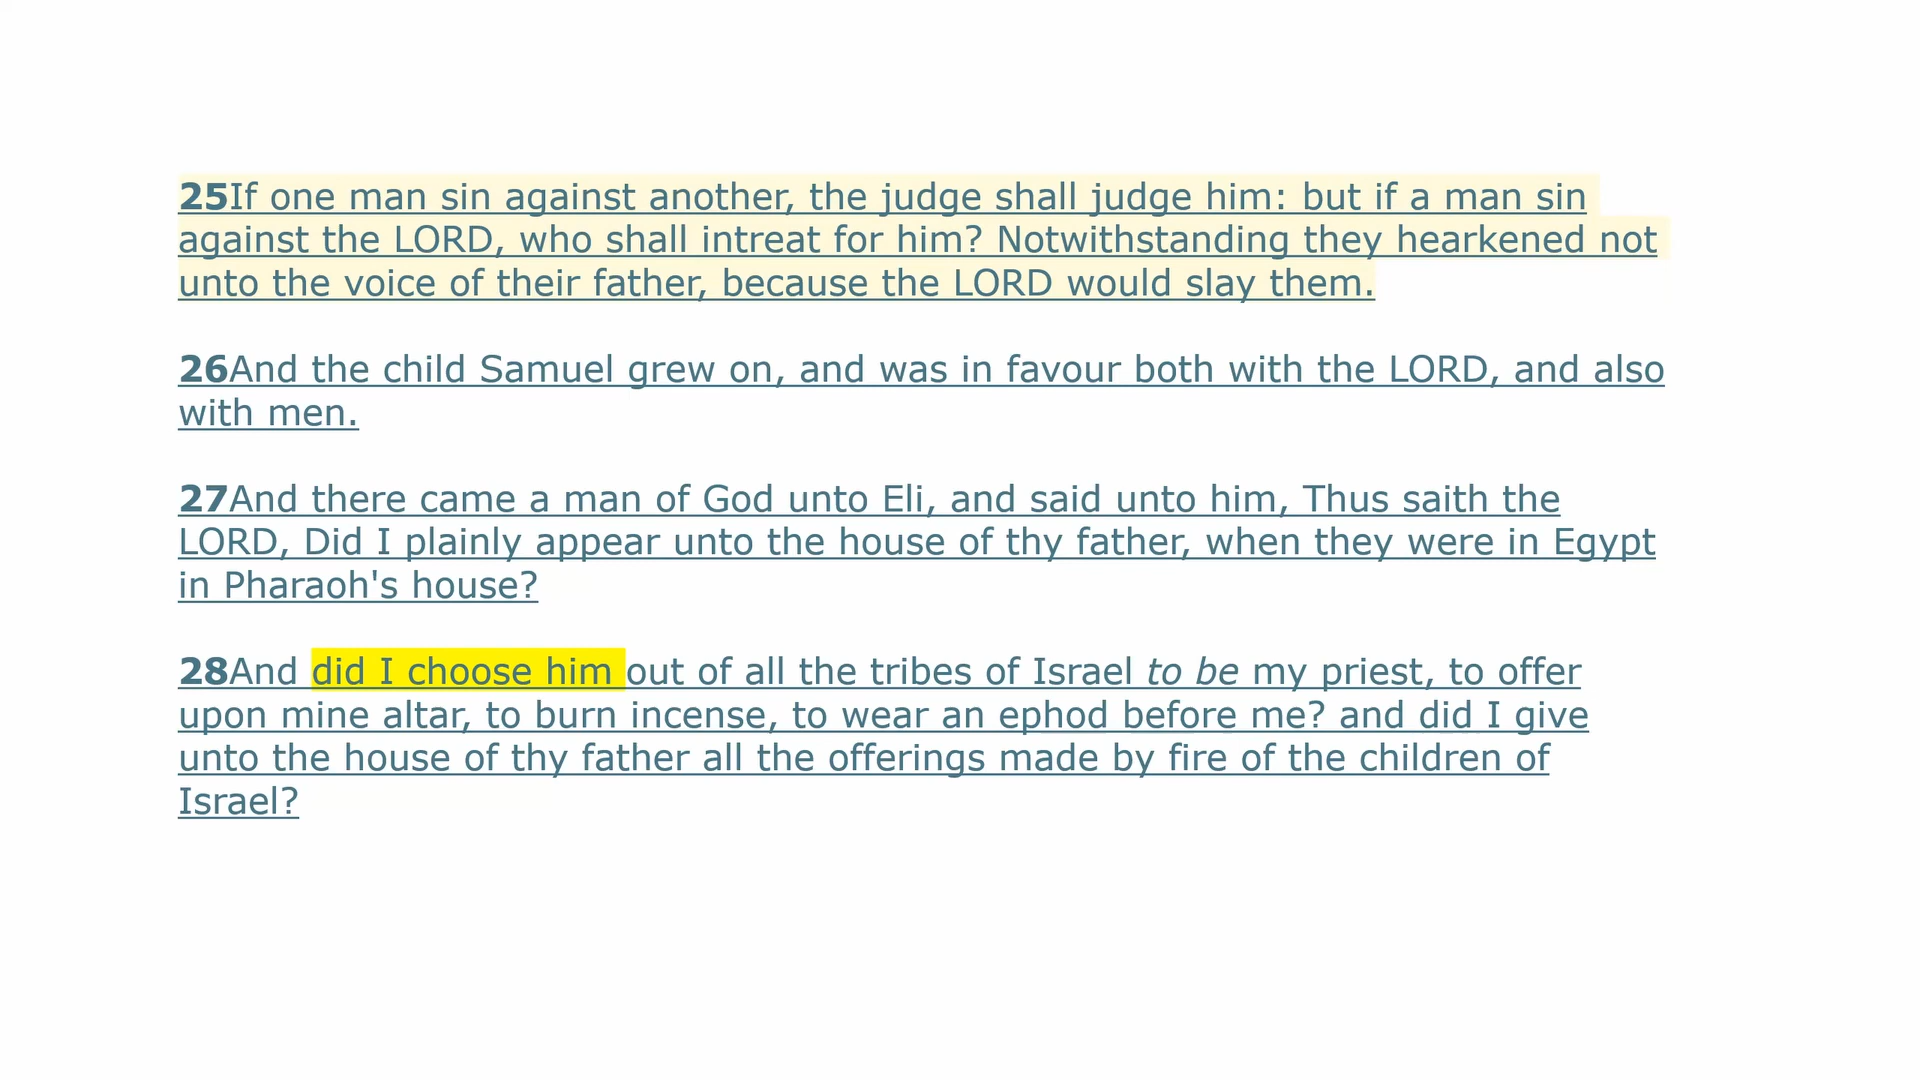 25If one man sin against another, the judge shall judge him: but if a man sin
against the LORD, who shall intreat for him? Notwithstanding they hearkened not
unto the voice of their father, because the LORD would slay them.
26And the child Samuel grew on, and was in favour both with the LORD, and also
with men.
27And there came a man of God unto Eli, and said unto him, Thus saith the
LORD, Did I plainly appear unto the house of thy father, when they were in Egypt
in Pharaoh's house?
28And did I choose him out of all the tribes of Israel to be my priest, to offer
upon mine altar, to burn incense, to wear an ephod before me? and did I give
unto the house of thy father all the offerings made by fire of the children of
Israel?